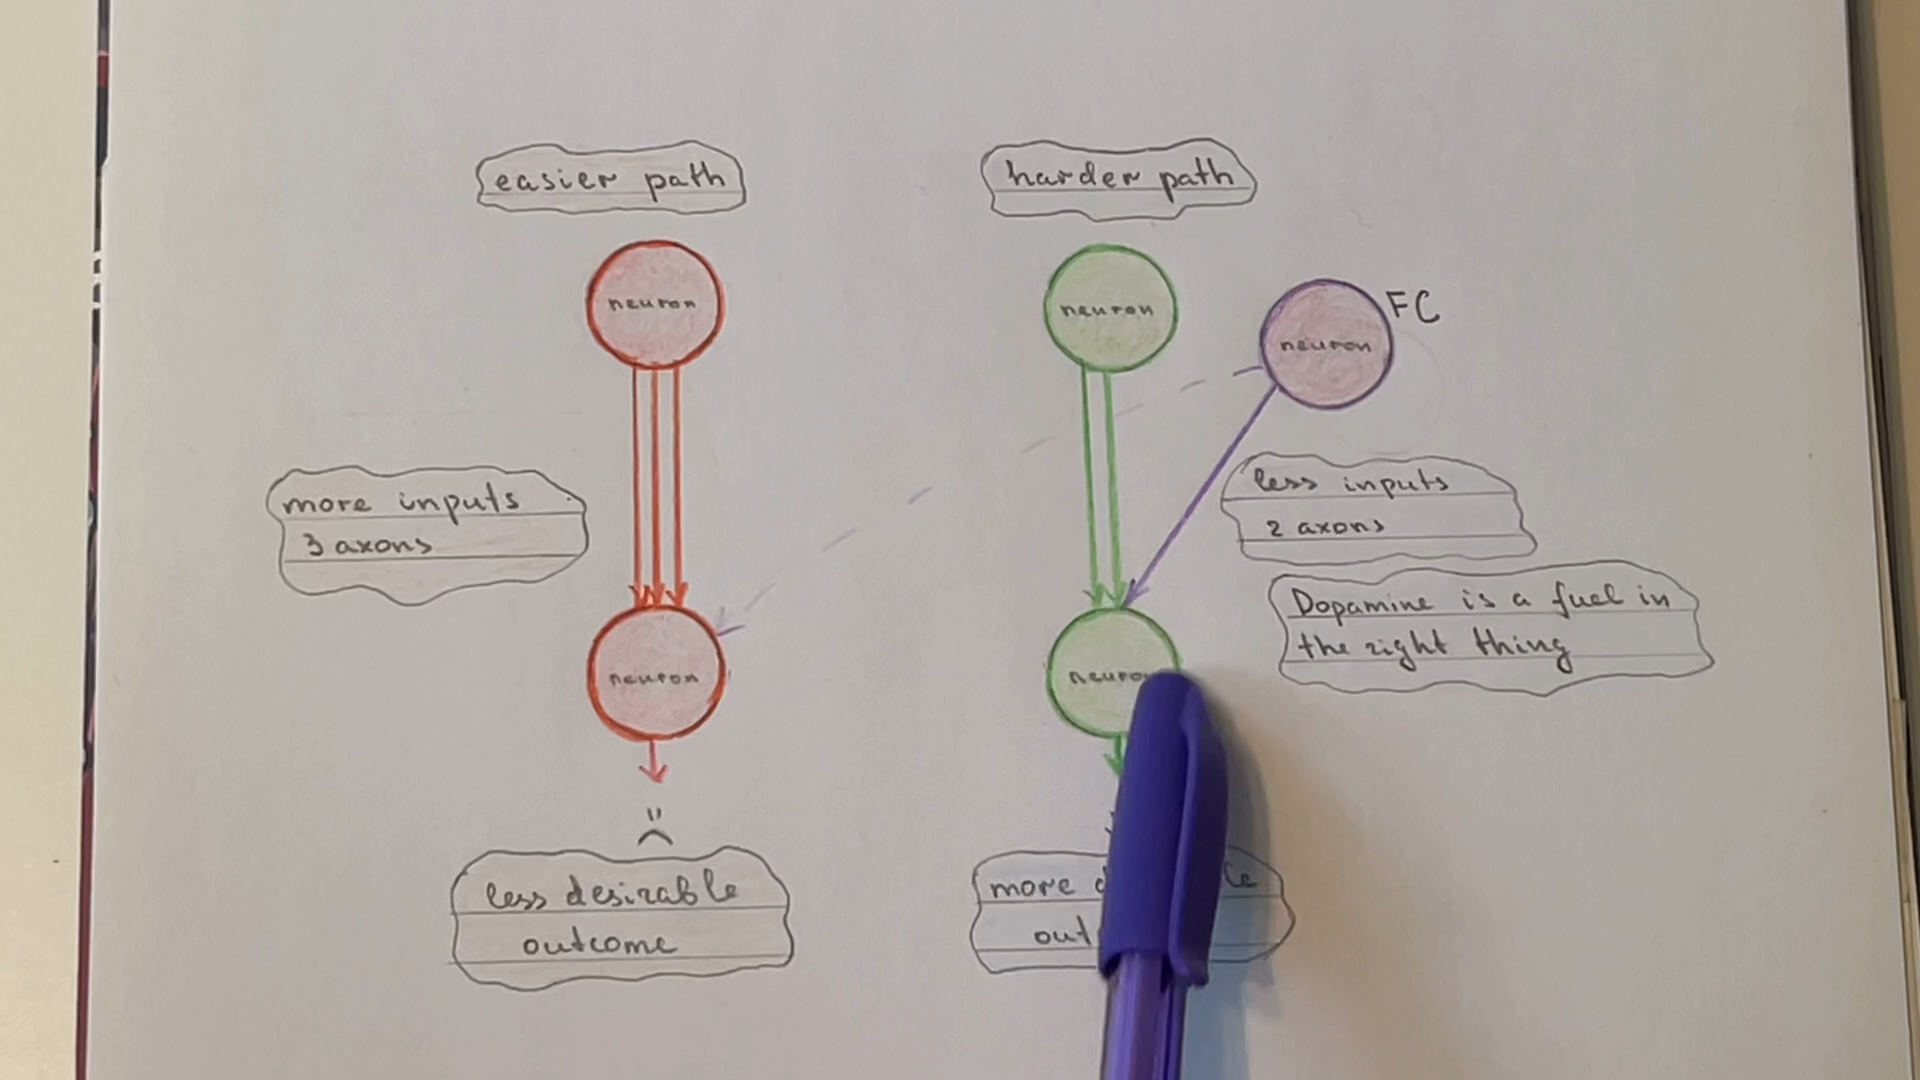 easier path
harder path
neuron
neuron
neuron
FC
more inputs
3 axons
less inputs
2 axons
Dopamine is a fuel in
the right thing
neuron
less desirable
outcome
more